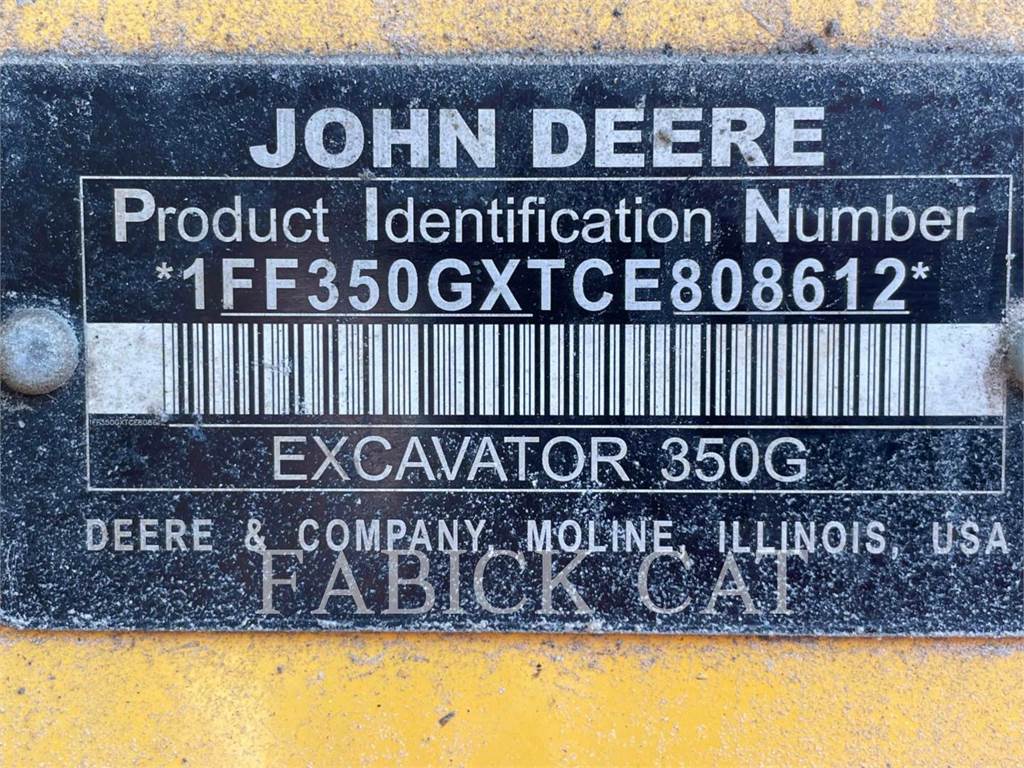 JOHN DEERE
Product Identification Number
*1FF350GXTCE808612*
EXCAVATOR 350G
DEERE & COMPANY, MOLINE, ILLINOIS, USA
FABICK CAT